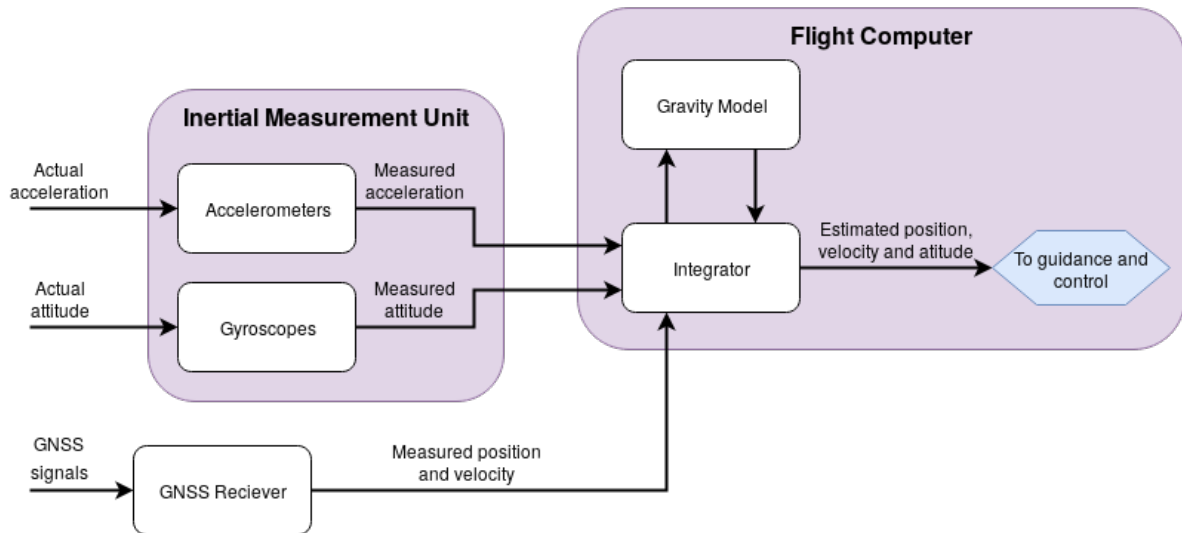 Flight Computer
Gravity Model
Inertial Measurement Unit
Actual
acceleration
Accelerometers
Measured
acceleration
Integrator
Estimated position,
velocity and atitude
To guidance and
control
Actual
attitude
Gyroscopes
Measured
attitude
GNSS
signals
GNSS Reciever
Measured position
and velocity